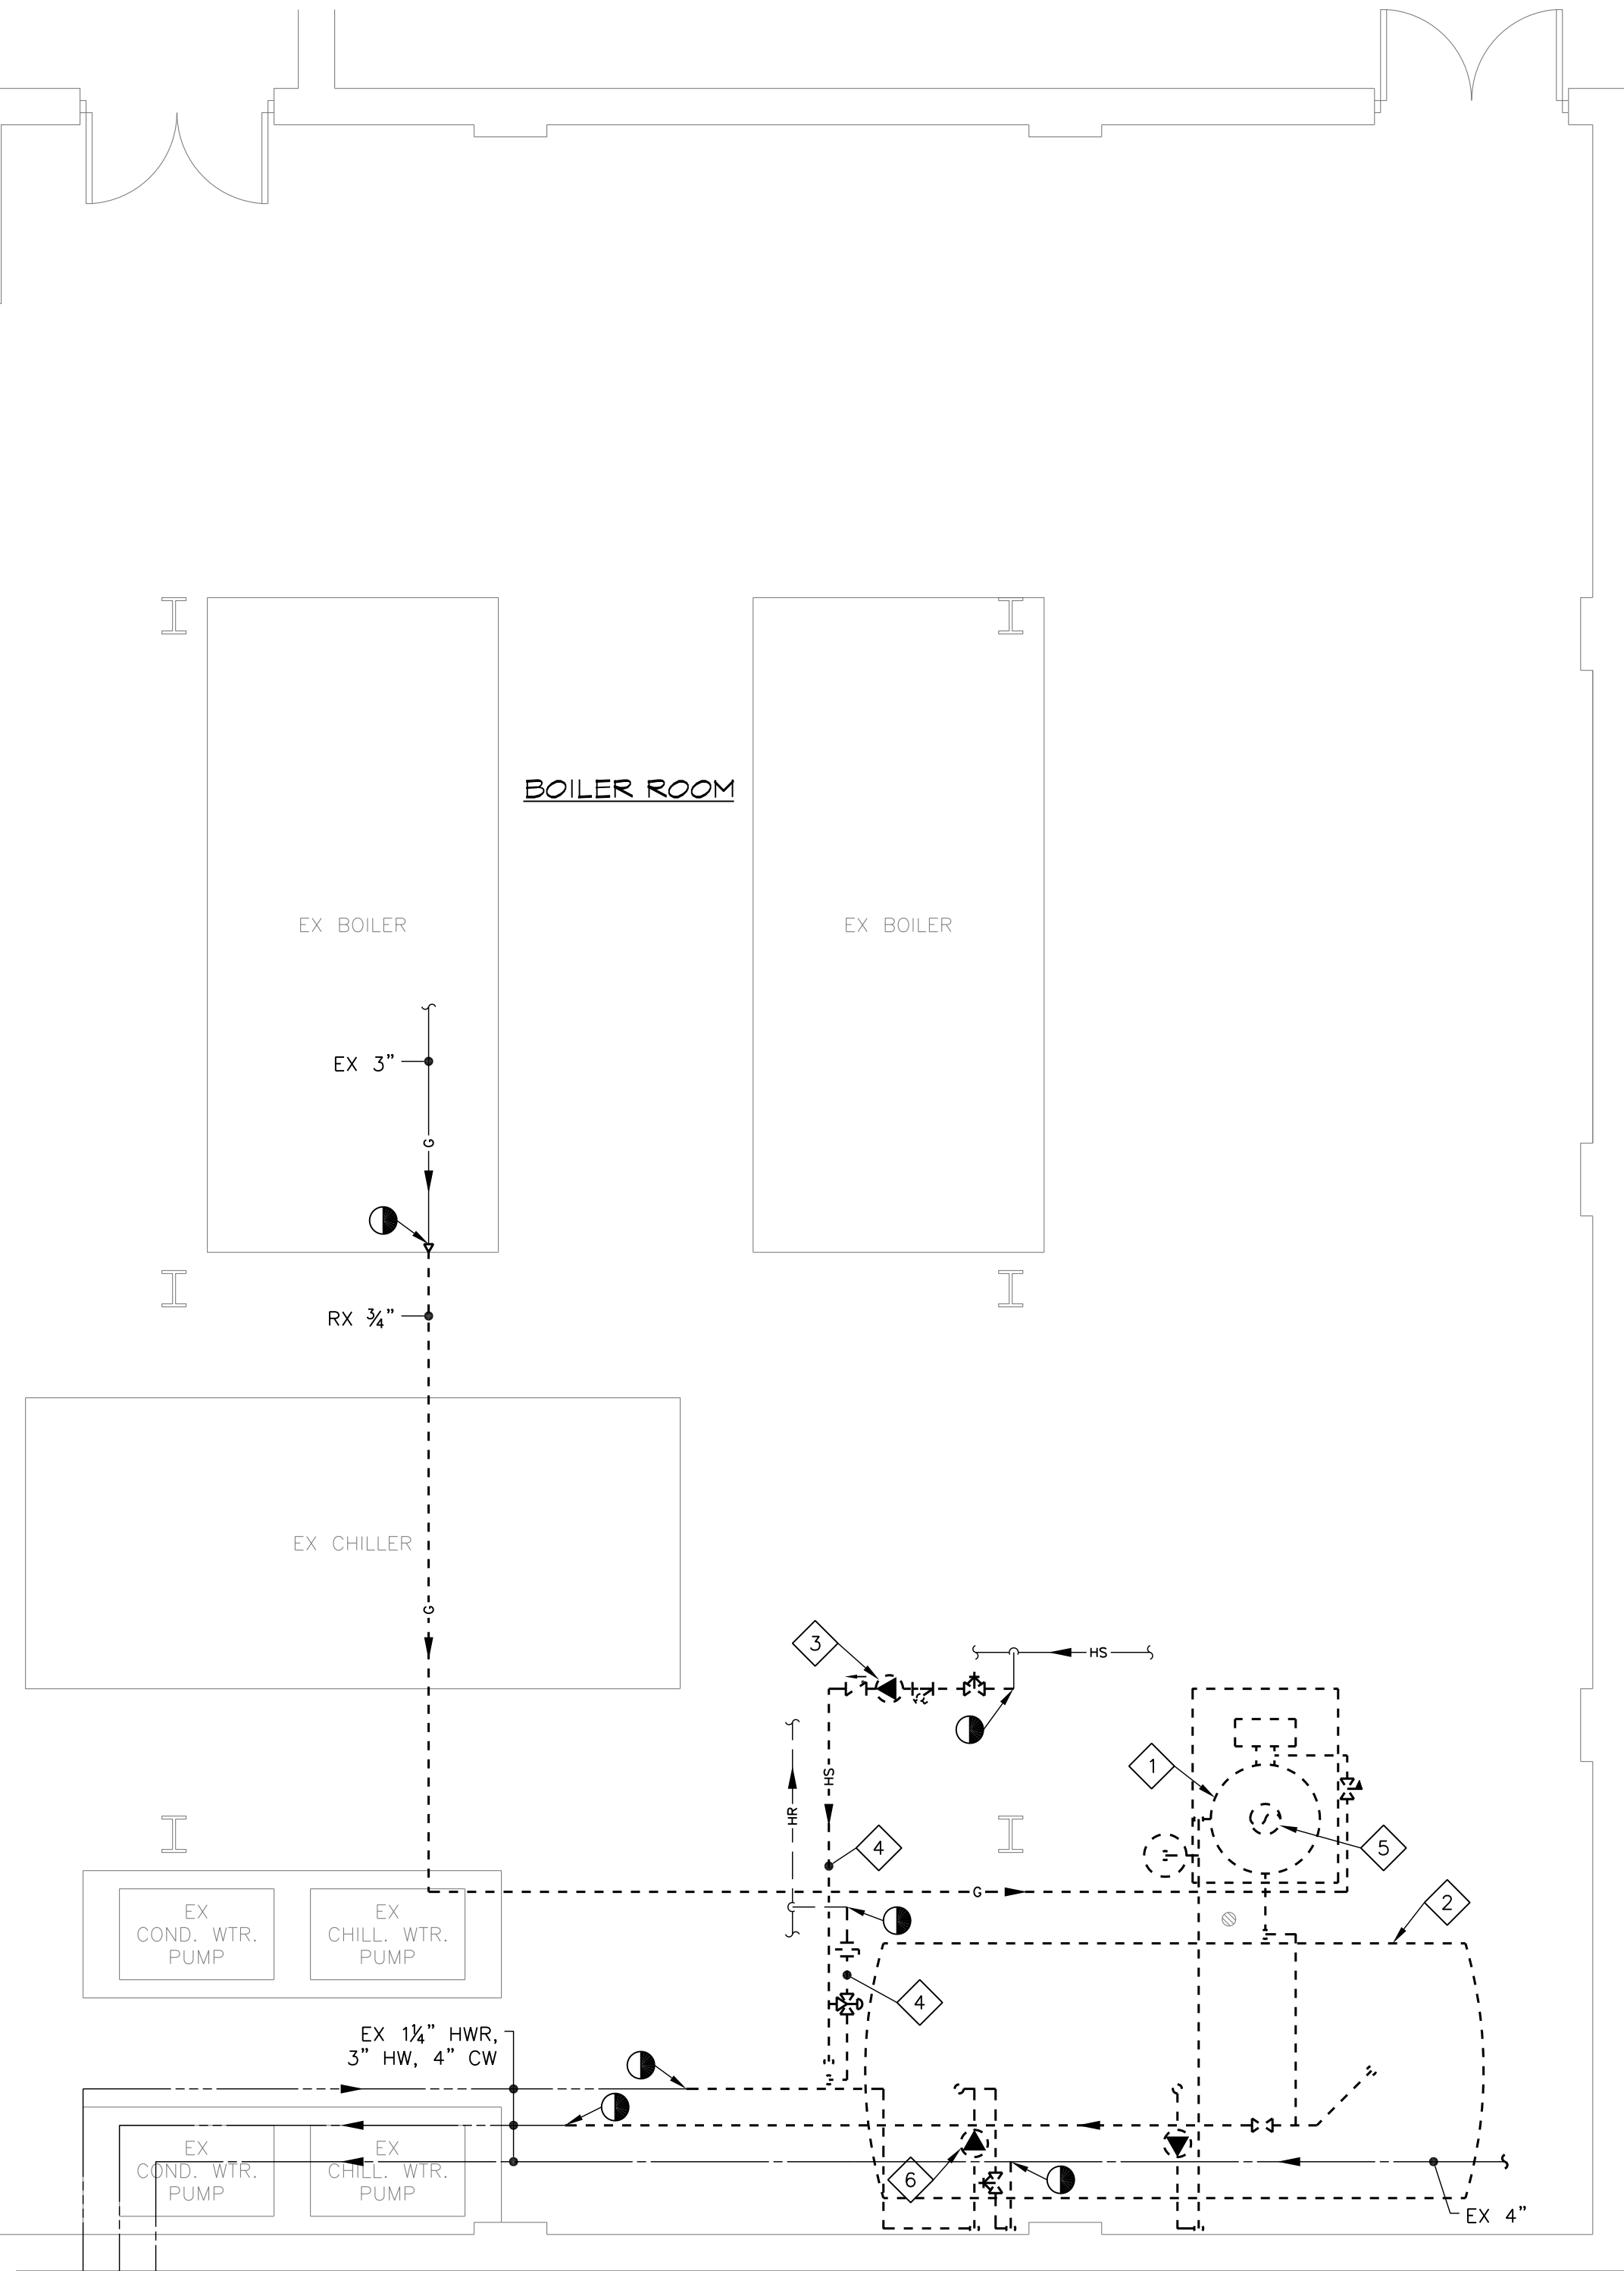 BOILER ROOM
EX BOILER
EX BOILER
EX 3"
G
RX ¾"
EX CHILLER
G
3
HS
1
HS
HR
4
5
G
2
EX
COND. WTR.
PUMP
EX
CHILL. WTR.
PUMP
4
EX 1¼" HWR,
3" HW, 4" CW
EX
COND. WTR.
PUMP
EX
CHILL. WTR.
PUMP
6
EX 4"